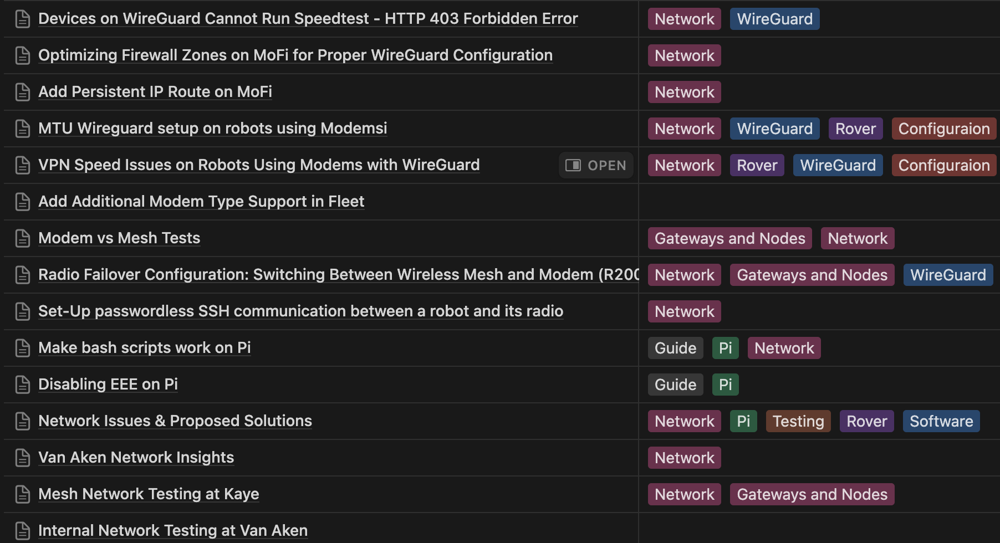 Devices on WireGuard Cannot Run Speedtest - HTTP 403 Forbidden Error Network WireGuard
Optimizing Firewall Zones on MoFi for Proper WireGuard Configuration Network
Add Persistent IP Route on MoFi Network
MTU Wireguard setup on robots using Modemsi Network WireGuard Rover Configuraion
VPN Speed Issues on Robots Using Modems with WireGuard OPEN Network Rover WireGuard Configuraion
Add Additional Modem Type Support in Fleet
Modem vs Mesh Tests Gateways and Nodes Network
Radio Failover Configuration: Switching Between Wireless Mesh and Modem (R200 Network Gateways and Nodes WireGuard
Set-Up passwordless SSH communication between a robot and its radio Network
Make bash scripts work on Pi Guide Pi Network
Disabling EEE on Pi Guide Pi
Network Issues & Proposed Solutions Network Pi Testing Rover Software
Van Aken Network Insights Network
Mesh Network Testing at Kaye Network Gateways and Nodes
Internal Network Testing at Van Aken